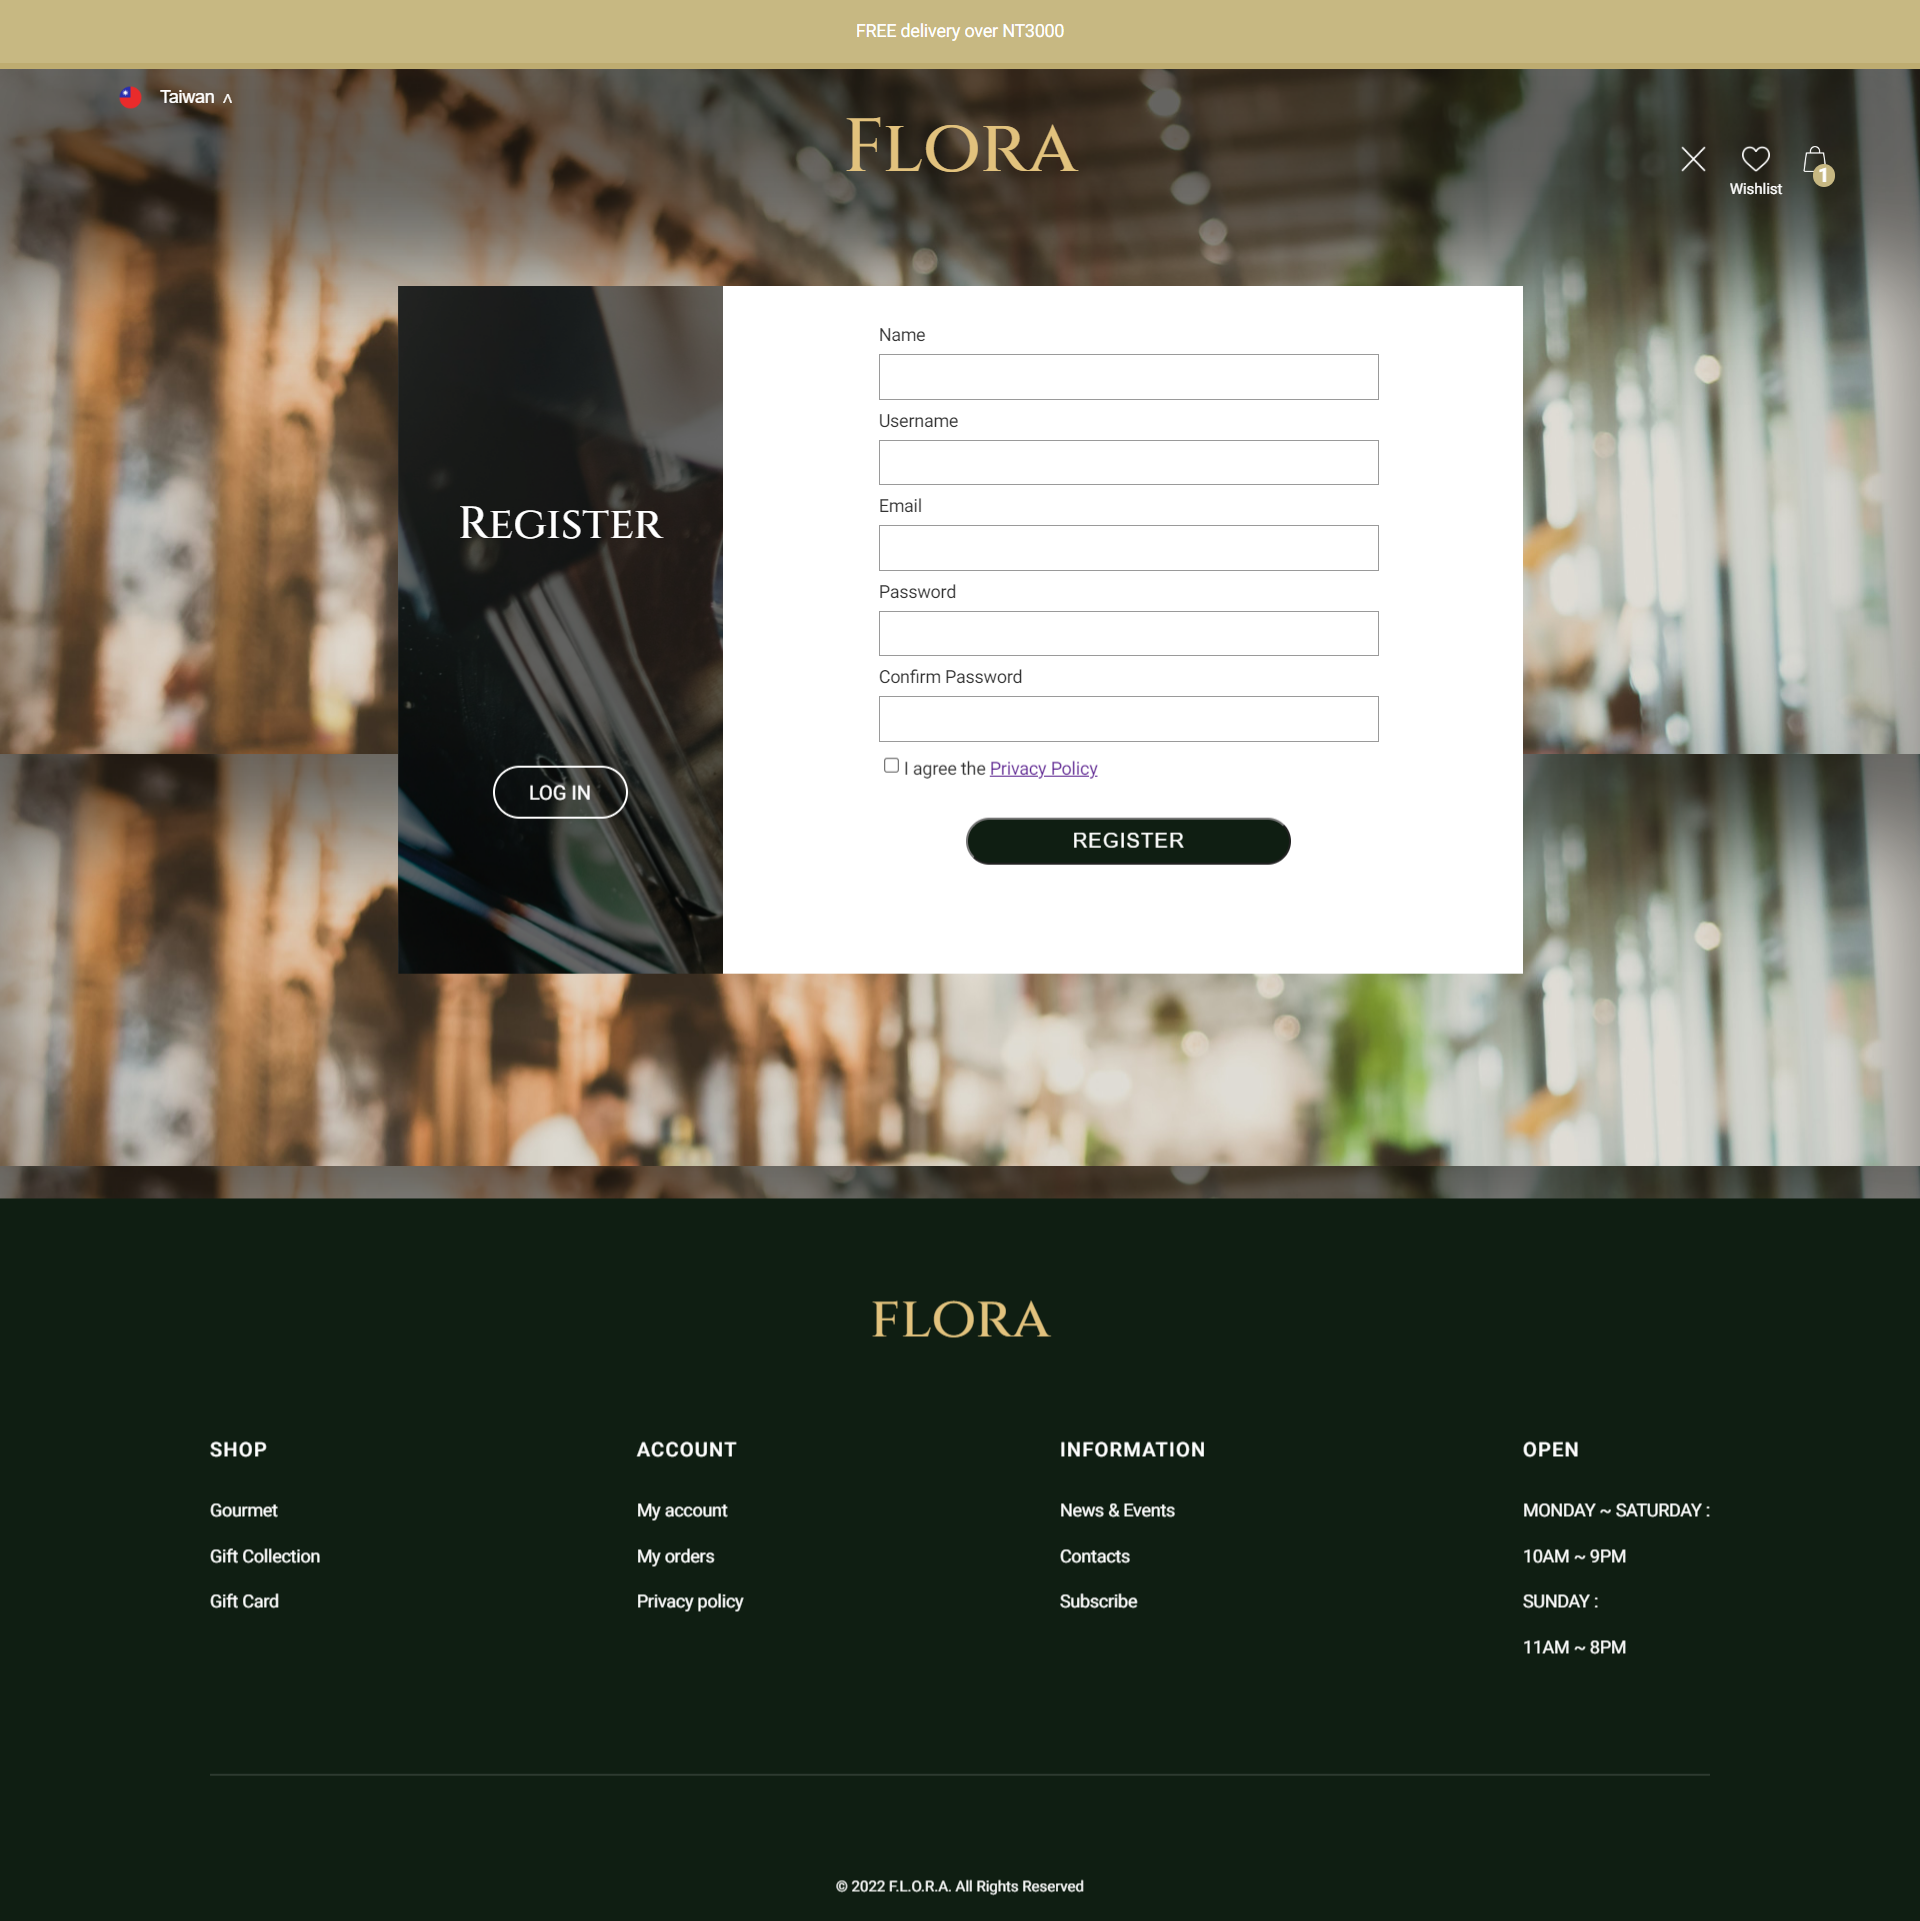 FREE delivery over NT3000
Taiwan ^
FLORA
Wishlist
1
REGISTER
LOG IN
Name
Username
Email
Password
Confirm Password
I agree the Privacy Policy
REGISTER
FLORA
SHOP
Gourmet
Gift Collection
Gift Card
ACCOUNT
My account
My orders
Privacy policy
INFORMATION
News & Events
Contacts
Subscribe
OPEN
MONDAY ~ SATURDAY :
10AM ~ 9PM
SUNDAY :
11AM ~ 8PM
© 2022 F.L.O.R.A. All Rights Reserved